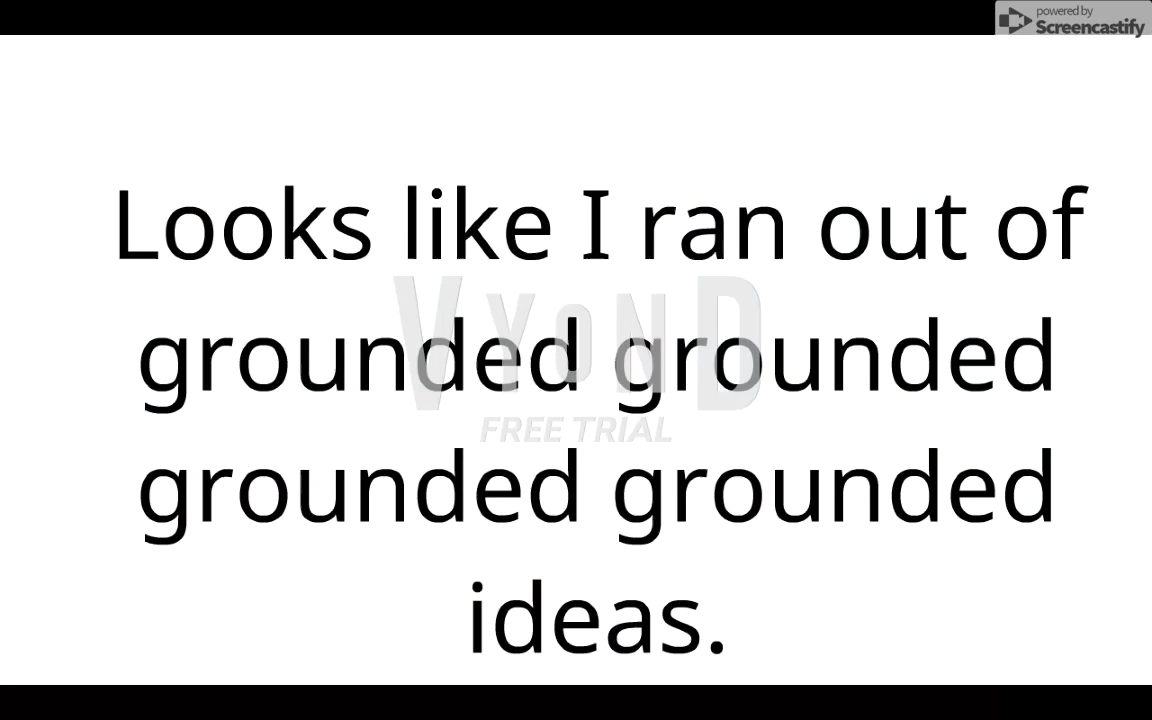 powered by
Screencastify
Looks like I ran out of
grounded grounded
VYOND
FREE TRIAL
grounded grounded
ideas.